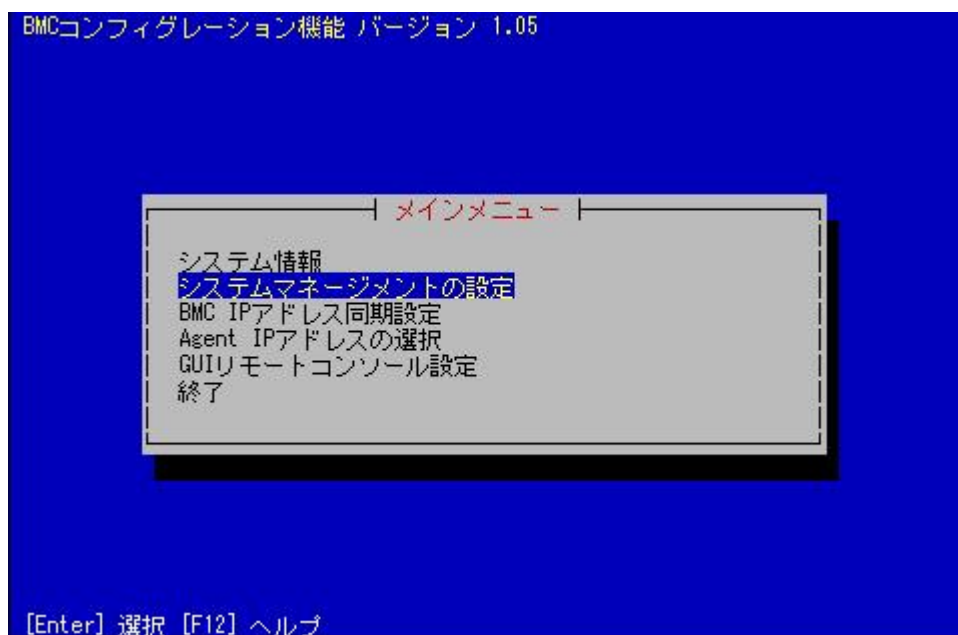 BMCコンフィグレーション機能 バージョン 1.05
メインメニュー
システム情報
システムマネージメントの設定
BMC IPアドレス同期設定
Agent IPアドレスの選択
GUIリモートコンソール設定
終了
[Enter] 選択 [F12] ヘルプ